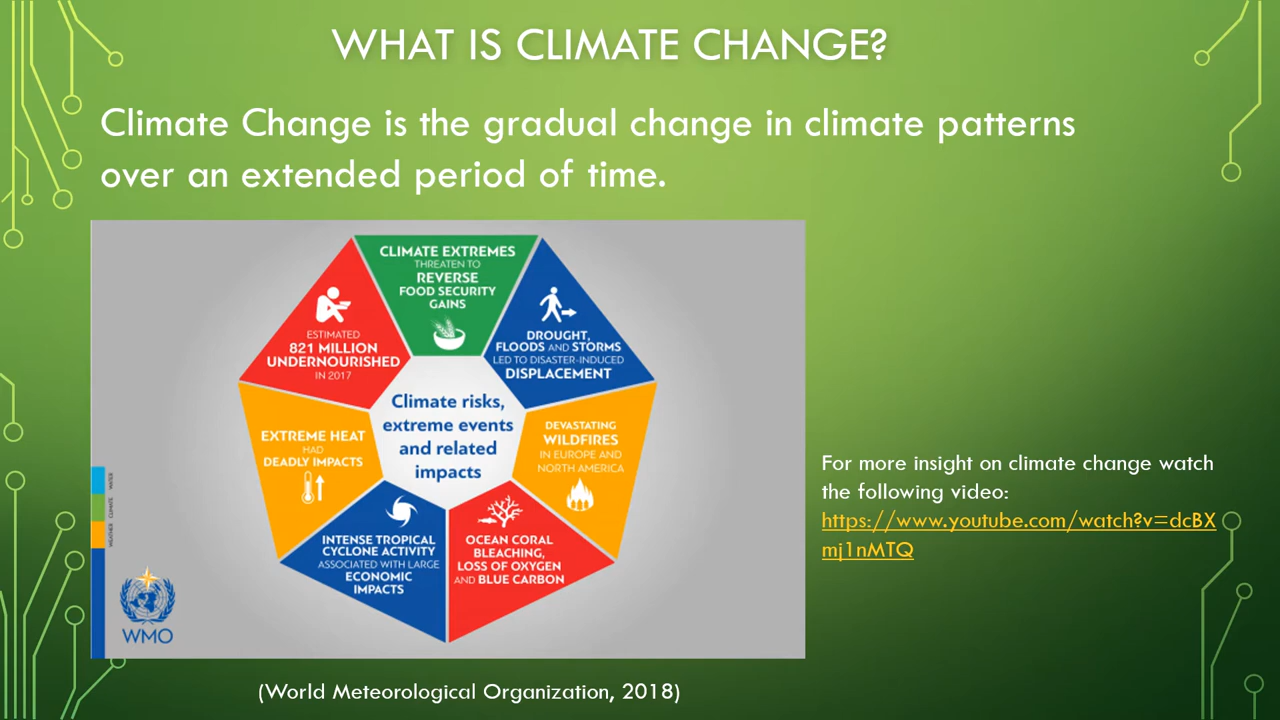 WHAT IS CLIMATE CHANGE?
Climate Change is the gradual change in climate patterns
over an extended period of time.
CLIMATE EXTREMES
THREATEN TO
REVERSE
FOOD SECURITY
GAINS
DROUGHT,
FLOODS AND STORMS
LED TO DISASTER-INDUCED
DISPLACEMENT
DEVASTATING
WILDFIRES
IN EUROPE AND
NORTH AMERICA
OCEAN CORAL
BLEACHING,
LOSS OF OXYGEN
AND BLUE CARBON
INTENSE TROPICAL
CYCLONE ACTIVITY
ASSOCIATED WITH LARGE
ECONOMIC
IMPACTS
EXTREME HEAT
HAD
DEADLY IMPACTS
ESTIMATED
821 MILLION
UNDERNOURISHED
IN 2017
Climate risks,
extreme events
and related
impacts
WEATHER CLIMATE WATER
WMO
For more insight on climate change watch
the following video:
https://www.youtube.com/watch?v=dcBX
mj1nMTQ
(World Meteorological Organization, 2018)